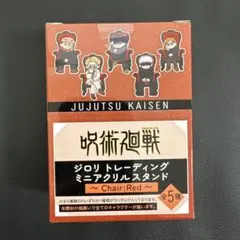 JUJUTSU KAISEN
呪術廻戦
ジロリ トレーディング
ミニアクリルスタンド
～ Chair:Red ～
全5種